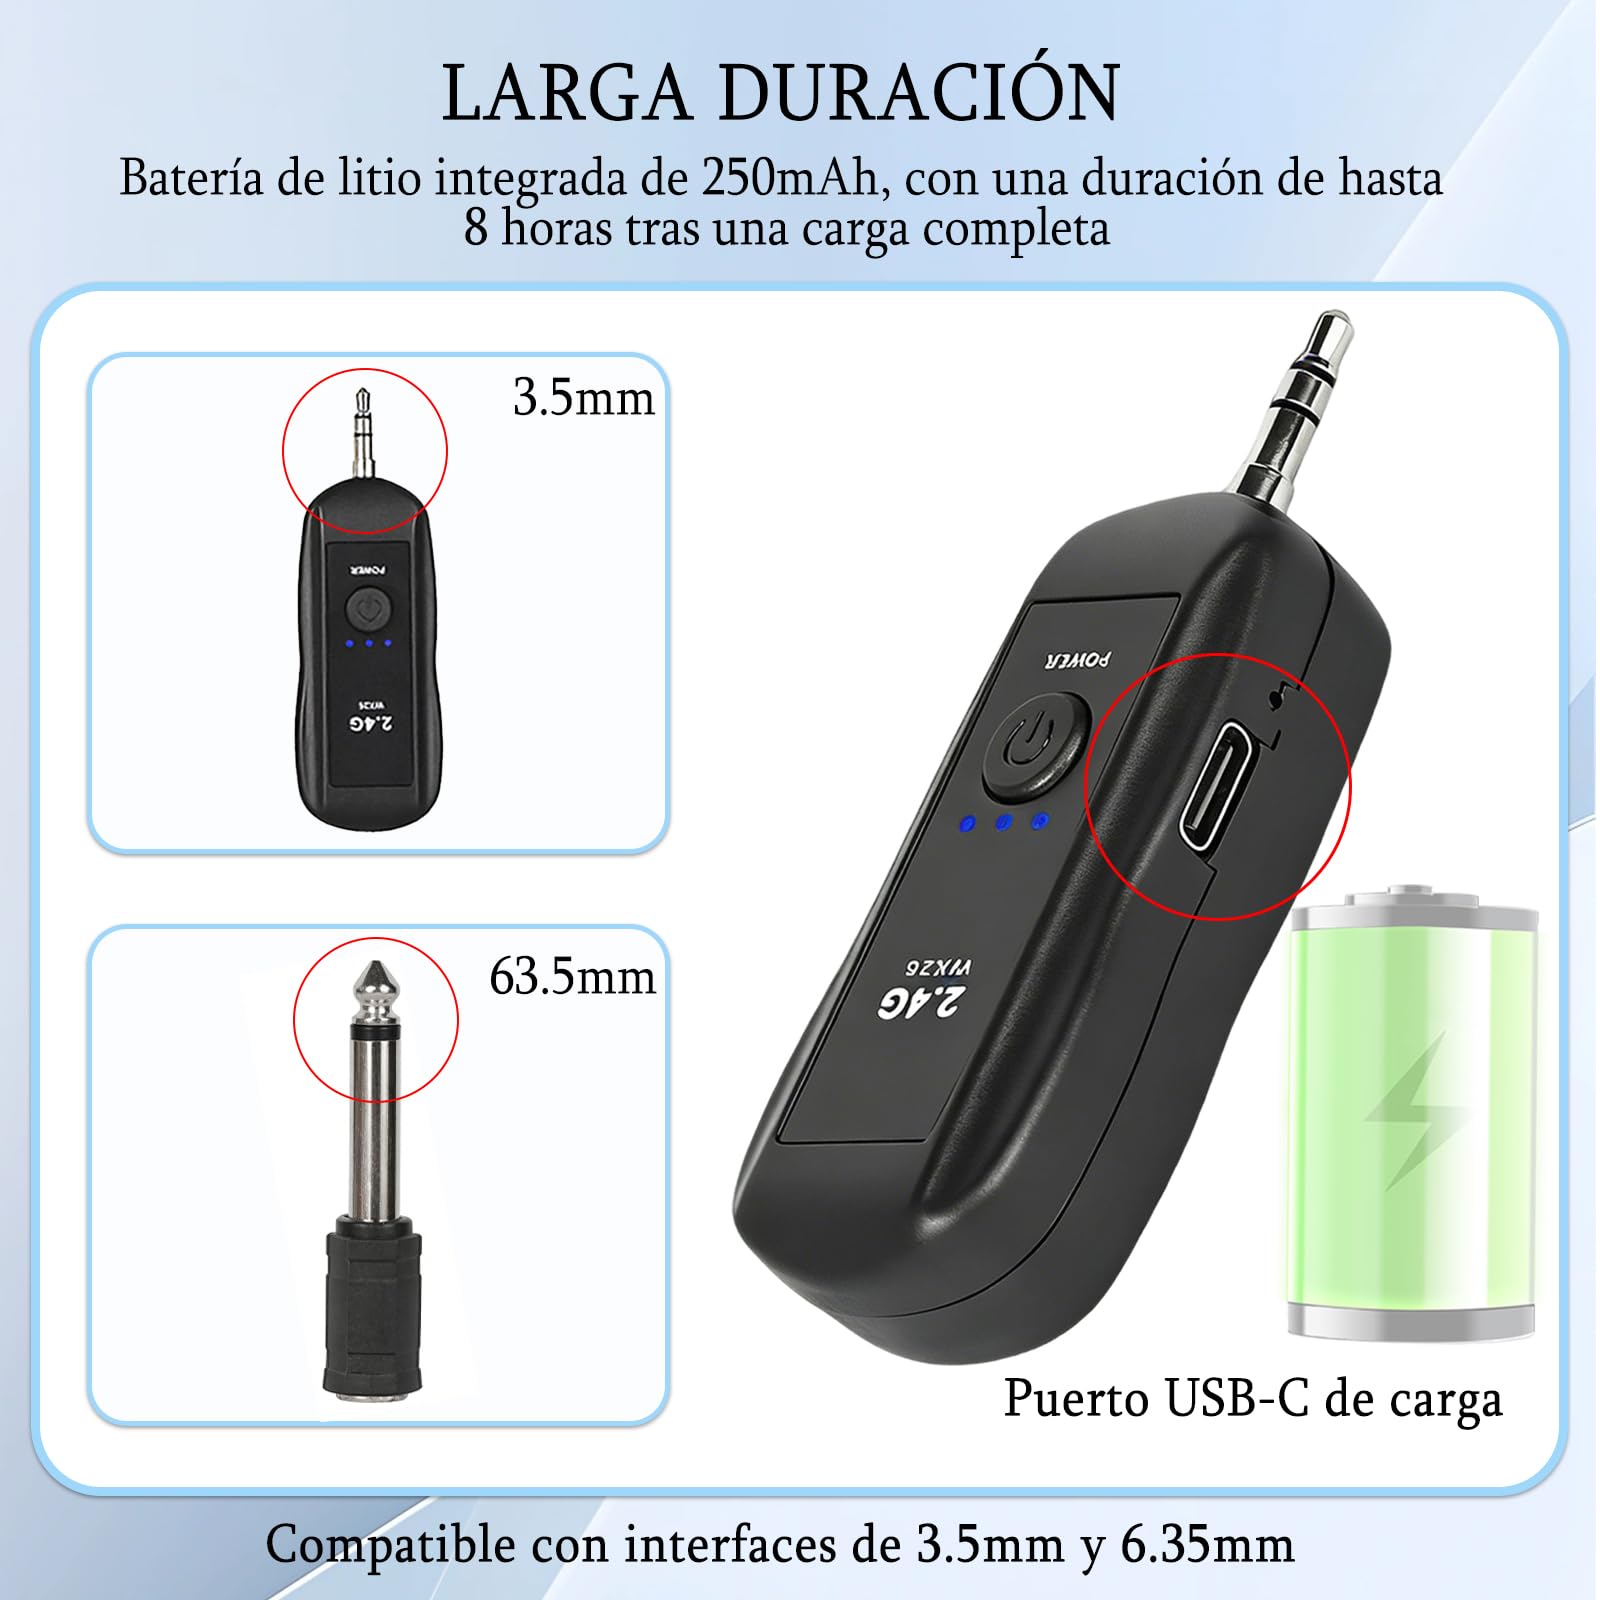 LARGA DURACIÓN
Batería de litio integrada de 250mAh, con una duración de hasta
8 horas tras una carga completa
3.5mm
POWER
WX26
2.4G
POWER
WX26
2.4G
63.5mm
Puerto USB-C de carga
Compatible con interfaces de 3.5mm y 6.35mm